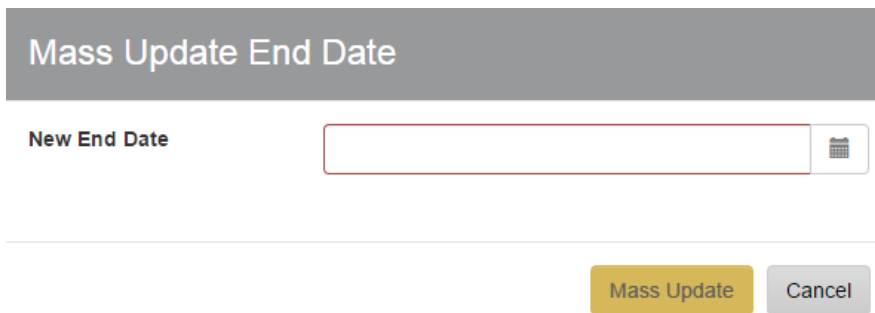 Mass Update End Date
New End Date
Mass Update Cancel